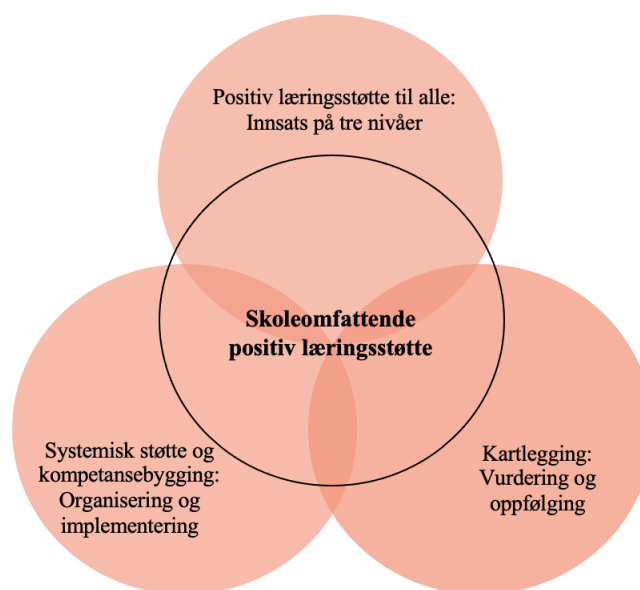 Positiv læringsstøtte til alle:
Innsats på tre nivåer
Skoleomfattende
positiv læringsstøtte
Systemisk støtte og
kompetansebygging:
Organisering og
implementering
Kartlegging:
Vurdering og
oppfølging